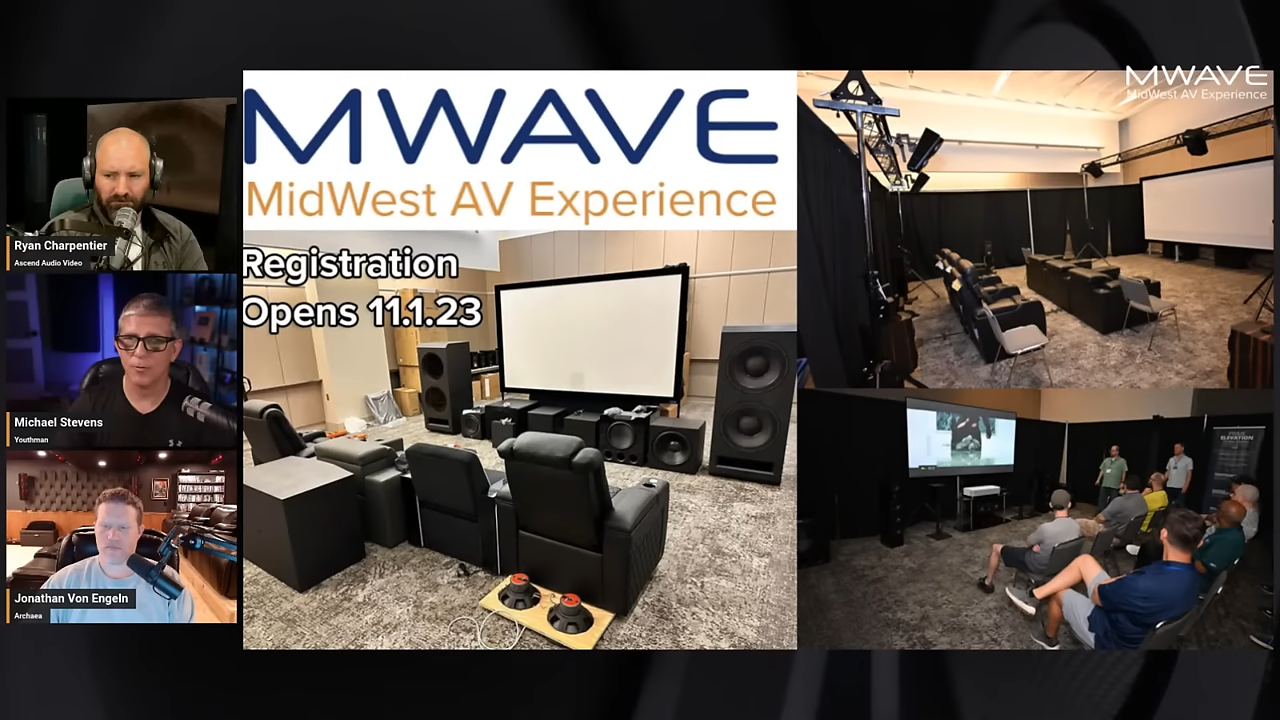 MWAVE
MidWest AV Experience
Registration
Opens 11.1.23
MWAVE
MidWest AV Experience
Ryan Charpentier
Ascend Audio Video
Michael Stevens
Youthman
Jonathan Von Engeln
Archaea
ELEVATION